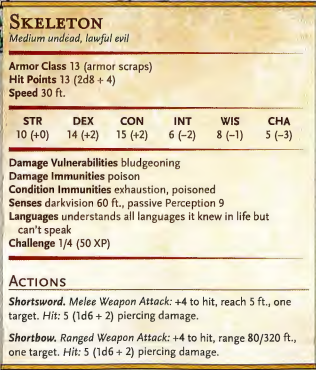 SKELETON
Medium undead, lawful evil
Armor Class 13 (armor scraps)
Hit Points 13 (2d8 + 4)
Speed 30 ft.
STR DEX CON INT WIS CHA
10 (+0) 14 (+2) 15 (+2) 6 (−2) 8 (−1) 5 (−3)
Damage Vulnerabilities bludgeoning
Damage Immunities poison
Condition Immunities exhaustion, poisoned
Senses darkvision 60 ft., passive Perception 9
Languages understands all languages it knew in life but
can't speak
Challenge 1/4 (50 XP)
ACTIONS
Shortsword. Melee Weapon Attack: +4 to hit, reach 5 ft., one
target. Hit: 5 (1d6 + 2) piercing damage.
Shortbow. Ranged Weapon Attack: +4 to hit, range 80/320 ft.,
one target. Hit: 5 (1d6 + 2) piercing damage.